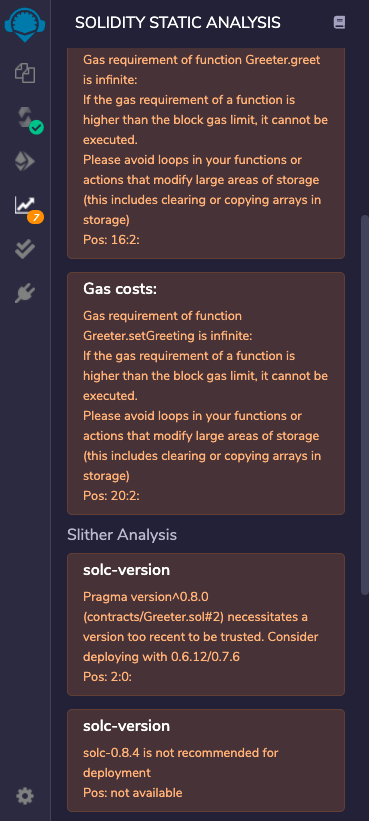 SOLIDITY STATIC ANALYSIS
Gas requirement of function Greeter.greet
is infinite:
If the gas requirement of a function is
higher than the block gas limit, it cannot be
executed.
Please avoid loops in your functions or
actions that modify large areas of storage
(this includes clearing or copying arrays in
storage)
Pos: 16:2:
7
Gas costs:
Gas requirement of function
Greeter.setGreeting is infinite:
If the gas requirement of a function is
higher than the block gas limit, it cannot be
executed.
Please avoid loops in your functions or
actions that modify large areas of storage
(this includes clearing or copying arrays in
storage)
Pos: 20:2:
Slither Analysis
solc-version
Pragma version^0.8.0
(contracts/Greeter.sol#2) necessitates a
version too recent to be trusted. Consider
deploying with 0.6.12/0.7.6
Pos: 2:0:
solc-version
solc-0.8.4 is not recommended for
deployment
Pos: not available